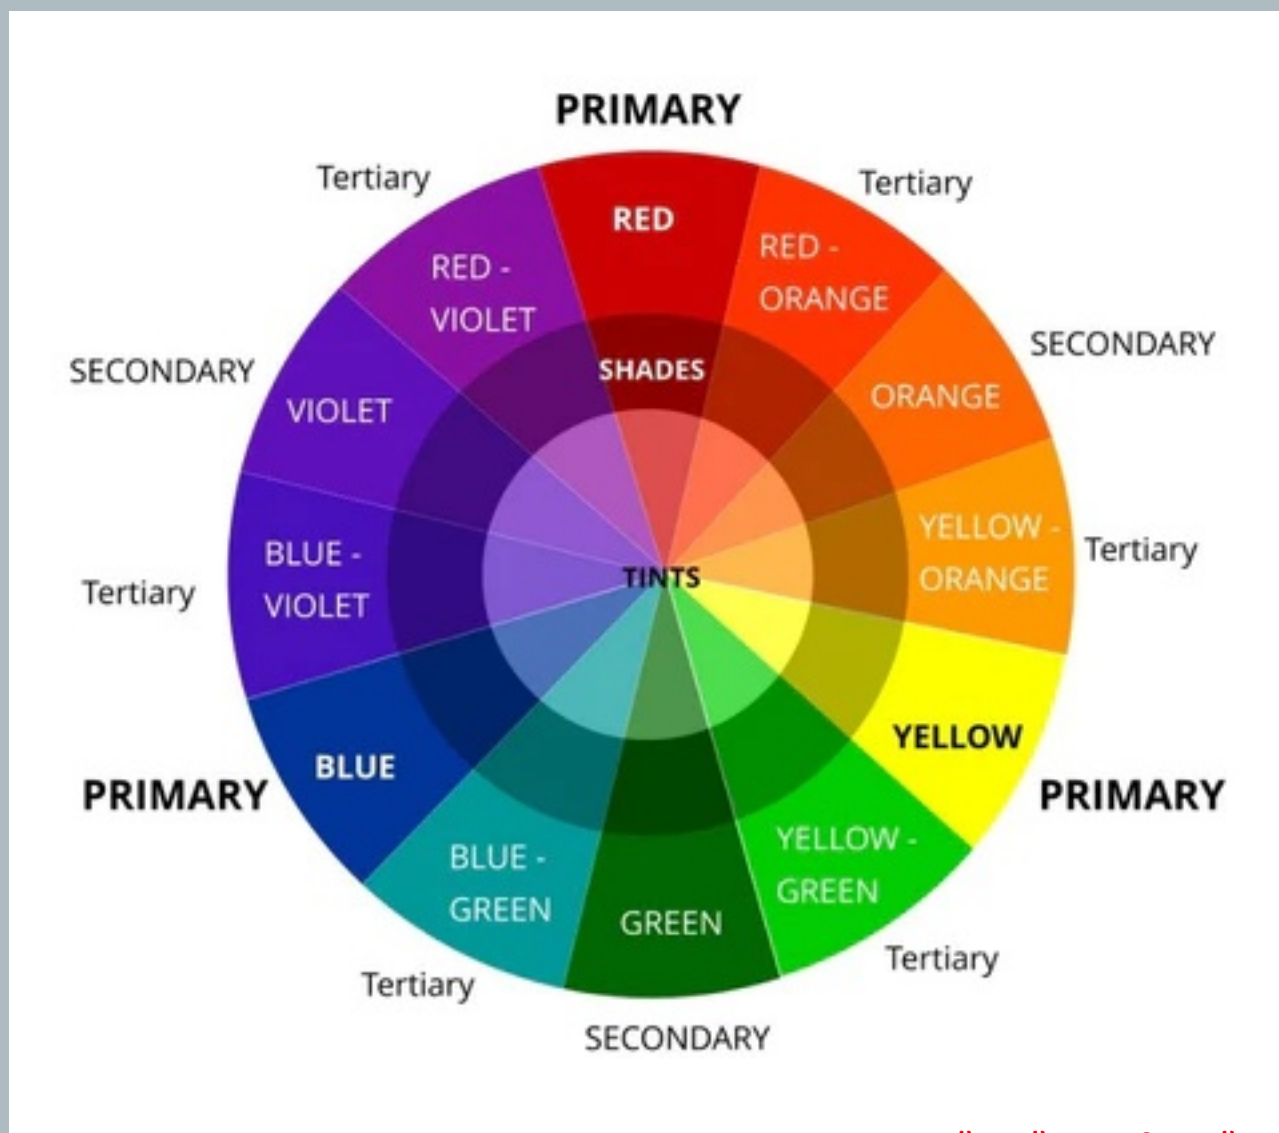 PRIMARY
Tertiary
Tertiary
RED
RED -
ORANGE
RED -
VIOLET
SECONDARY
SECONDARY
SHADES
ORANGE
VIOLET
YELLOW -
ORANGE
Tertiary
BLUE -
VIOLET
Tertiary
TINTS
YELLOW
BLUE
PRIMARY
PRIMARY
YELLOW -
GREEN
BLUE -
GREEN
GREEN
Tertiary
Tertiary
SECONDARY